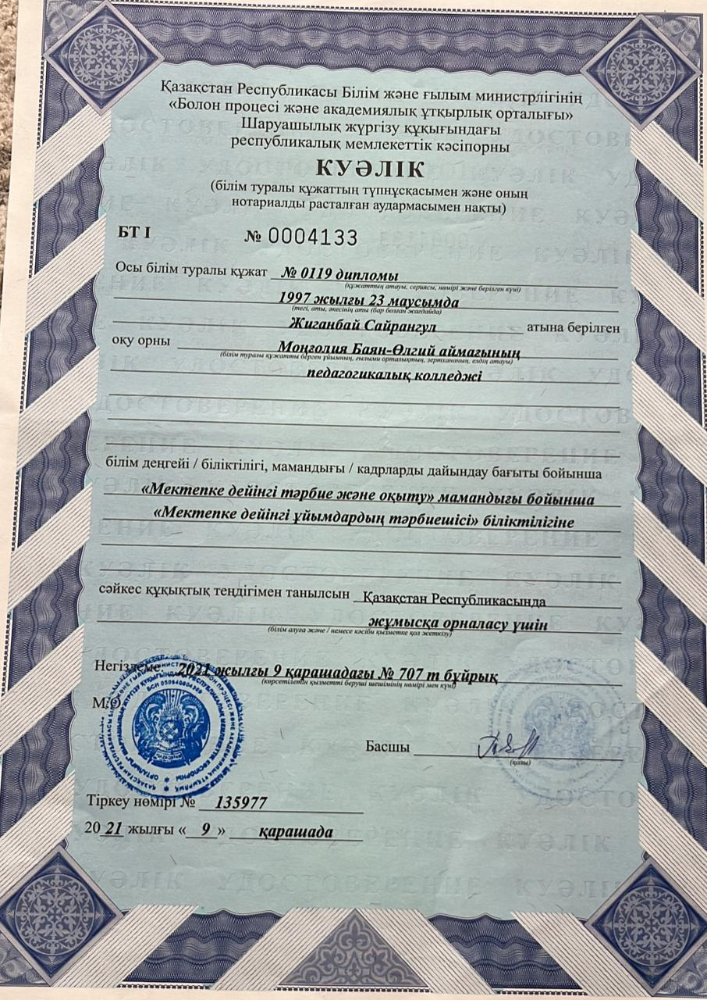 Қазақстан Республикасы Білім және ғылым министрлігінің
«Болон процесі және академиялық ұтқырлық орталығы»
Шаруашылық жүргізу құқығындағы
республикалық мемлекеттік кәсіпорны
КУӘЛІК
(білім туралы құжаттың түпнұсқасымен және оның
нотариалды расталған аудармасымен нақты)
БТ I № 0004133
Осы білім туралы құжат № 0119 дипломы
(құжаттың атауы, сериясы, нөмірі және берілген күні)
1997 жылғы 23 маусымда
(тегі, аты, әкесінің аты (бар болған жағдайда)
Жиганбай Сайрангул атына берілген
оқу орны Моңғолия Баян-Өлгий аймағының
(білім туралы құжатты берген ұйымның, ғылыми орталықтың, зертхананың, елдің атауы)
педагогикалық колледжі
білім деңгейі / біліктілігі, мамандығы / кадрларды дайындау бағыты бойынша
«Мектепке дейінгі тәрбие және оқыту» мамандығы бойынша
«Мектепке дейінгі ұйымдардың тәрбиешісі» біліктілігіне
сәйкес құқықтық теңдігімен танылсын Қазақстан Республикасында
жұмысқа орналасу үшін
(білім алуға және / немесе кәсіби қызметке қол жеткізу)
Негіздеме: 2021 жылғы 9 қарашадағы № 707 т бұйрық
(көрсетілетін қызметті беруші шешімінің нөмірі мен күні)
М.О.
Басшы
(қолы)
Тіркеу нөмірі № 135977
2021 жылғы « 9 » қарашада